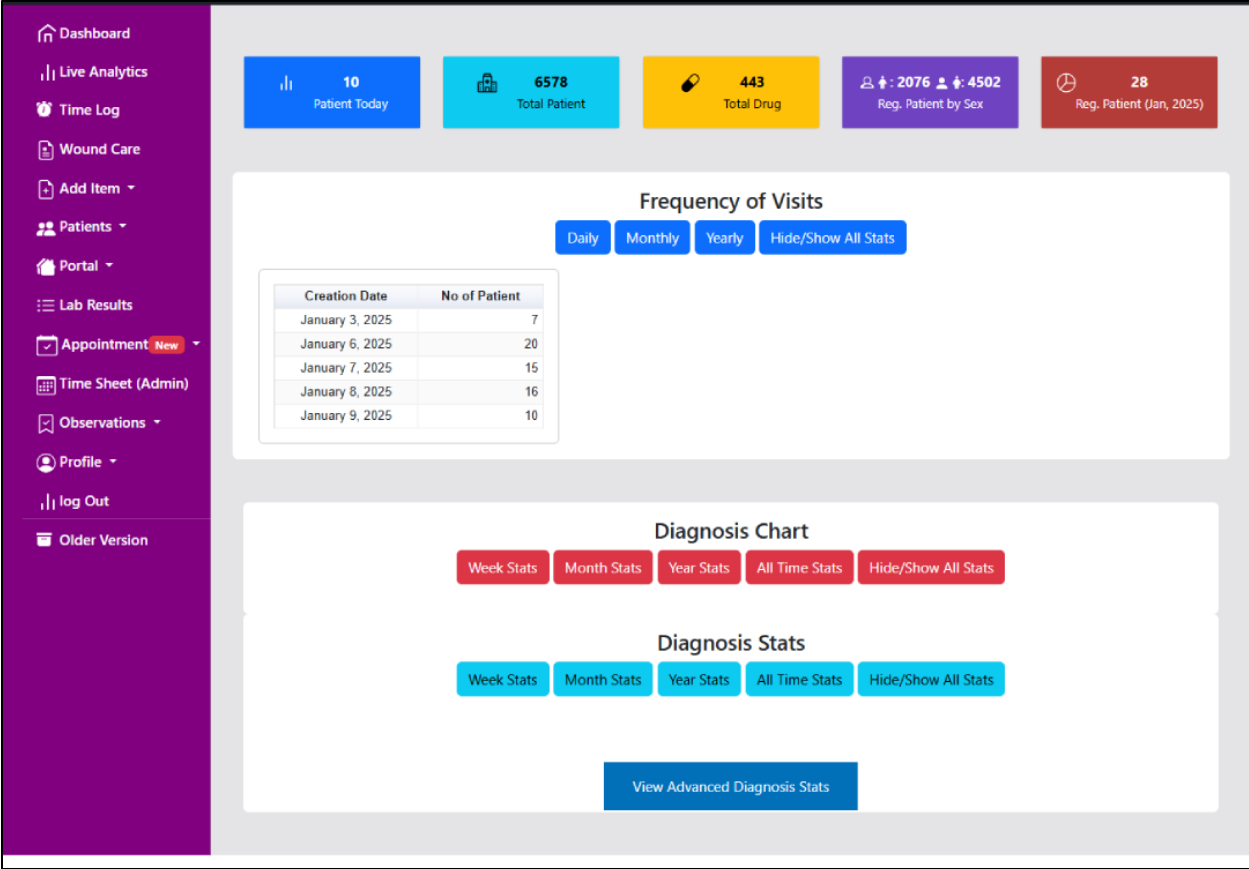 Dashboard
Live Analytics
Time Log
Wound Care
Add Item
Patients
Portal
Lab Results
Appointment New
Time Sheet (Admin)
Observations
Profile
log Out
Older Version
10
Patient Today
6578
Total Patient
443
Total Drug
: 2076 : 4502
Reg. Patient by Sex
28
Reg. Patient (Jan, 2025)
Frequency of Visits
Daily Monthly Yearly Hide/Show All Stats
Creation Date No of Patient
January 3, 2025 7
January 6, 2025 20
January 7, 2025 15
January 8, 2025 16
January 9, 2025 10
Diagnosis Chart
Week Stats Month Stats Year Stats All Time Stats Hide/Show All Stats
Diagnosis Stats
Week Stats Month Stats Year Stats All Time Stats Hide/Show All Stats
View Advanced Diagnosis Stats